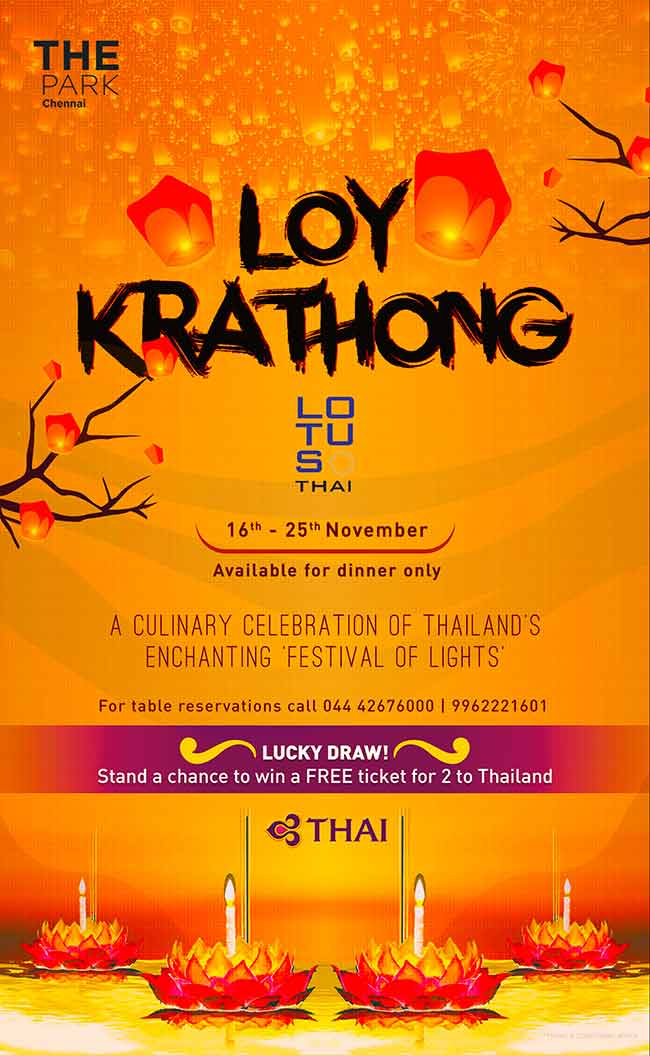 THE
PARK
Chennai
LOY
KRATHONG
LO
TU
S
THAI
16th - 25th November
Available for dinner only
A CULINARY CELEBRATION OF THAILAND'S
ENCHANTING 'FESTIVAL OF LIGHTS'
For table reservations call 044 42676000 | 9962221601
LUCKY DRAW!
Stand a chance to win a FREE ticket for 2 to Thailand
THAI